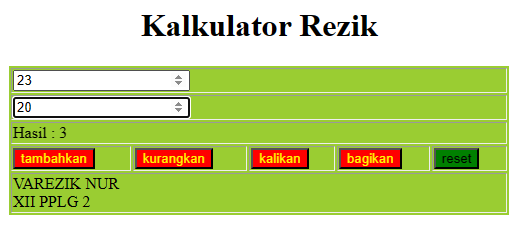 Kalkulator Rezik
23
20
Hasil : 3
tambahkan kurangkan kalikan bagikan reset
VAREZIK NUR
XII PPLG 2